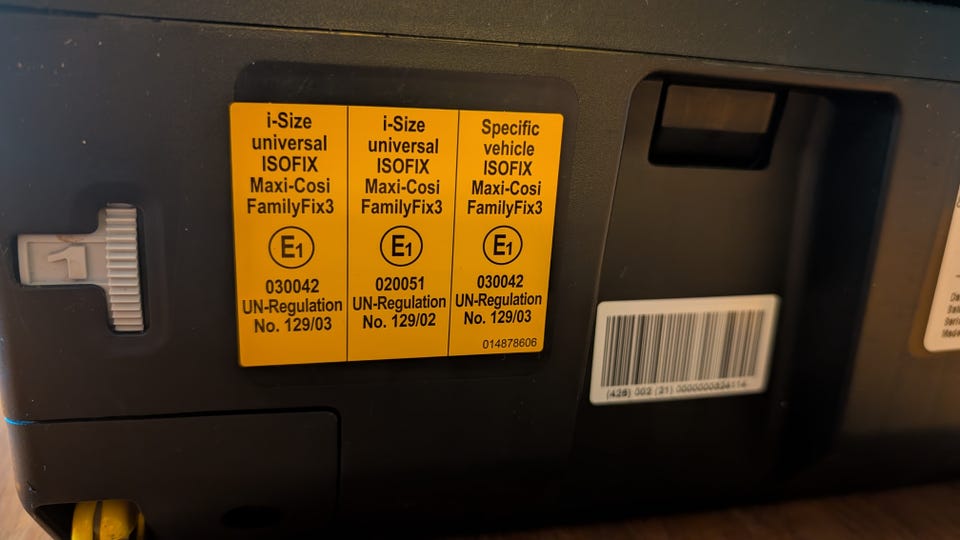 i-Size
universal
ISOFIX
Maxi-Cosi
FamilyFix3
E1
030042
UN-Regulation
No. 129/03
i-Size
universal
ISOFIX
Maxi-Cosi
FamilyFix3
E1
020051
UN-Regulation
No. 129/02
Specific
vehicle
ISOFIX
Maxi-Cosi
FamilyFix3
E1
030042
UN-Regulation
No. 129/03
014878606
1